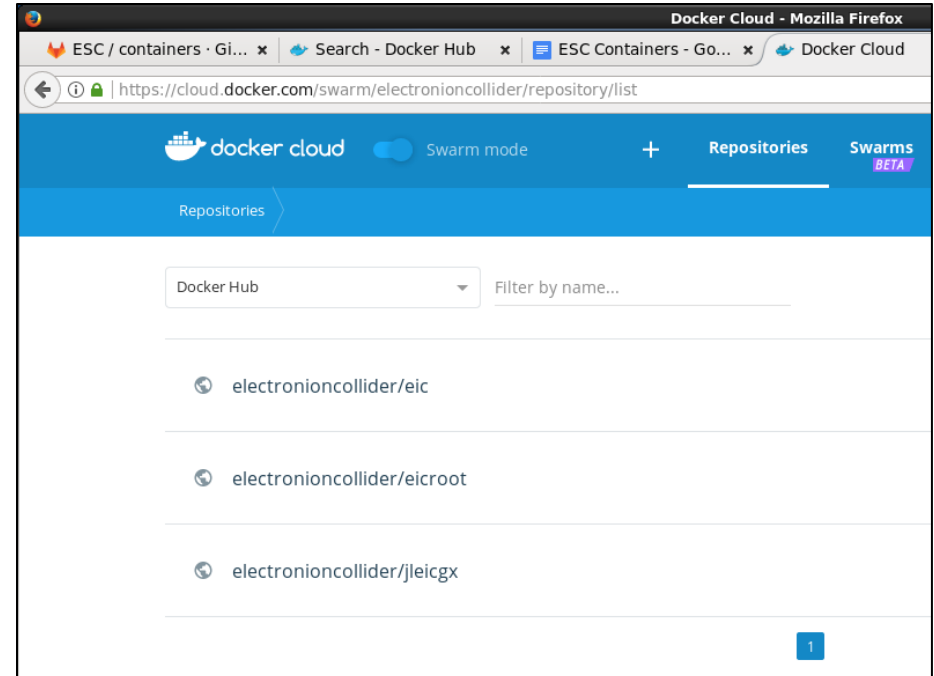 Docker Cloud - Mozilla Firefox
ESC / containers · Gi... × Search - Docker Hub × ESC Containers - Go... × Docker Cloud
https://cloud.docker.com/swarm/electronioncollider/repository/list
docker cloud Swarm mode + Repositories Swarms
BETA
Repositories
Docker Hub Filter by name...
electronioncollider/eic
electronioncollider/eicroot
electronioncollider/jleicgx
1